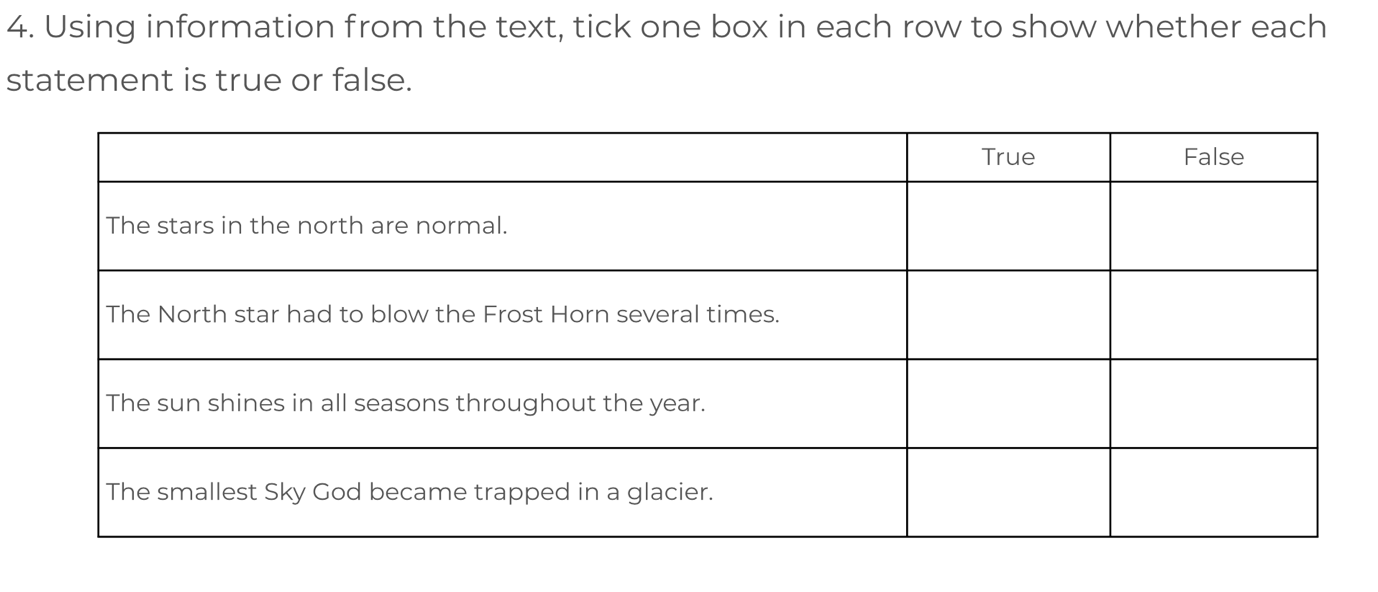 4. Using information from the text, tick one box in each row to show whether each
statement is true or false.
True False
The stars in the north are normal.
The North star had to blow the Frost Horn several times.
The sun shines in all seasons throughout the year.
The smallest Sky God became trapped in a glacier.